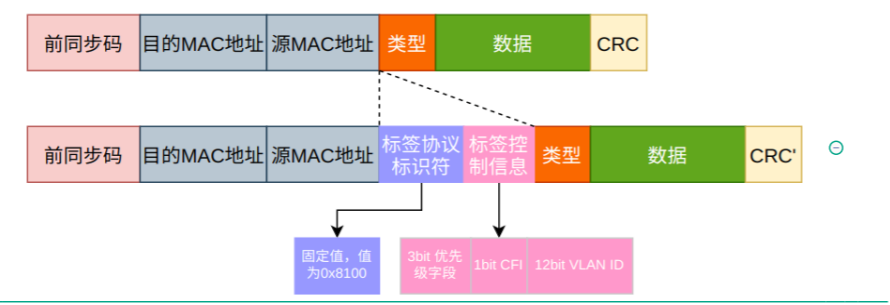 前同步码 目的MAC地址 源MAC地址 类型 数据 CRC
前同步码 目的MAC地址 源MAC地址 标签协议 标签控 类型 数据 CRC'
标识符 制信息
固定值，值 3bit 优先 1bit CFI 12bit VLAN ID
为0x8100 级字段